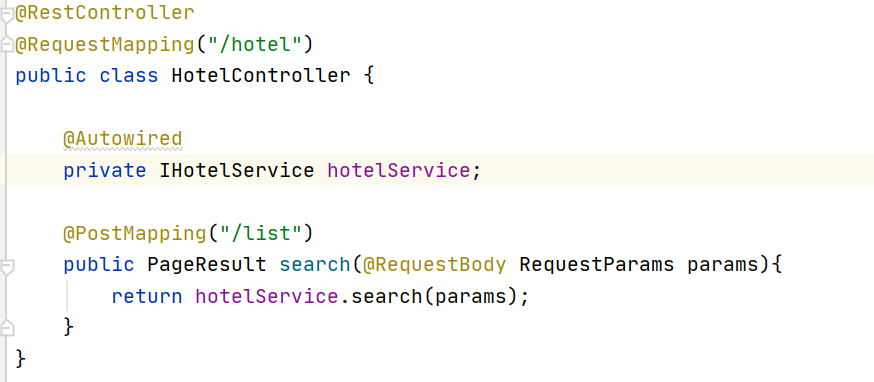 @RestController
@RequestMapping("/hotel")
public class HotelController {
@Autowired
private IHotelService hotelService;
@PostMapping("/list")
public PageResult search(@RequestBody RequestParams params){
return hotelService.search(params);
}
}